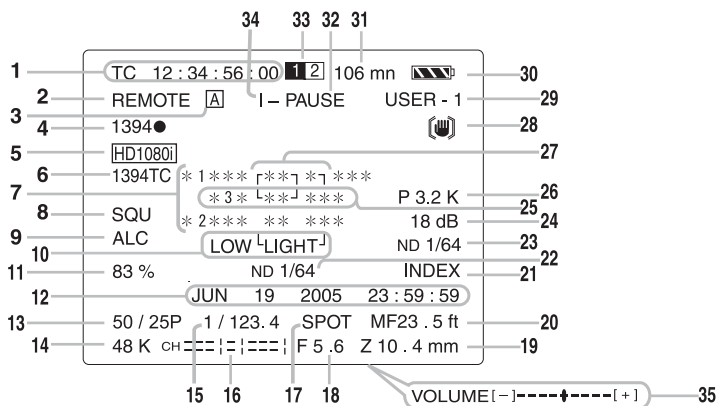 34 33 32 31
1 TC 12 : 34 : 56 : 00 1 2 106 mn 30
2 REMOTE A I – PAUSE USER - 1 29
3
4 1394● 28
5 HD1080i 27
6 1394TC ＊1＊＊＊ ＊＊ ＊ ＊＊＊
7 ＊3＊ ＊＊ ＊＊＊ P 3.2 K 26
25
8 SQU ＊2＊＊＊ ＊＊ ＊＊＊ 18 dB 24
9 ALC ND 1/64 23
10 LOW LIGHT
22
11 83 % ND 1/64 INDEX 21
12 JUN 19 2005 23 : 59 : 59
13 50 / 25P 1 / 123. 4 SPOT MF23 . 5 ft 20
14 48 K CH F 5 .6 Z 10 . 4 mm 19
15 16 17 18
VOLUME [–]----♦----[+] 35